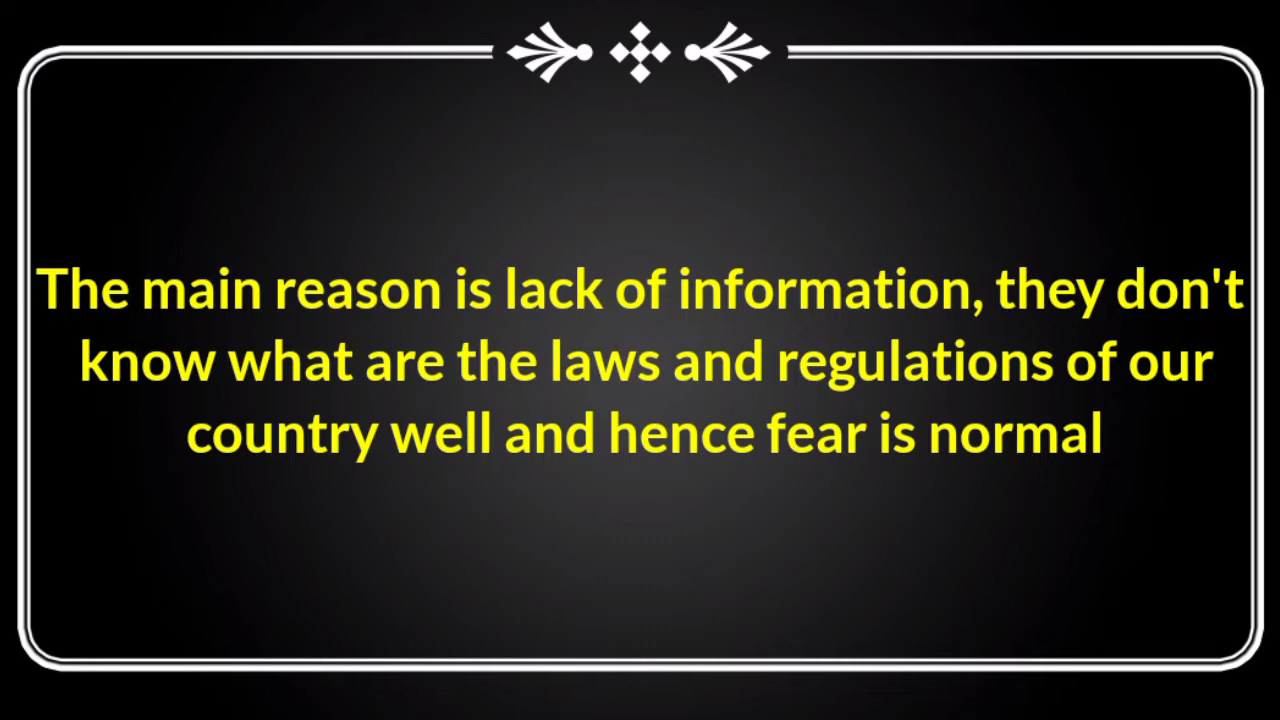 The main reason is lack of information, they don't
know what are the laws and regulations of our
country well and hence fear is normal